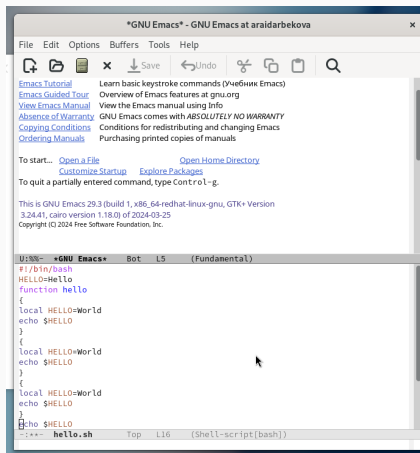 *GNU Emacs* - GNU Emacs at araidarbekova ×
File Edit Options Buffers Tools Help
Save Undo
Emacs Tutorial Learn basic keystroke commands (Учебник Emacs)
Emacs Guided Tour Overview of Emacs features at gnu.org
View Emacs Manual View the Emacs manual using Info
Absence of Warranty GNU Emacs comes with ABSOLUTELY NO WARRANTY
Copying Conditions Conditions for redistributing and changing Emacs
Ordering Manuals Purchasing printed copies of manuals
To start... Open a File Open Home Directory
Customize Startup Explore Packages
To quit a partially entered command, type Control-g.
This is GNU Emacs 29.3 (build 1, x86_64-redhat-linux-gnu, GTK+ Version
3.24.41, cairo version 1.18.0) of 2024-03-25
Copyright (C) 2024 Free Software Foundation, Inc.
U:%%- *GNU Emacs* Bot L5 (Fundamental)
#!/bin/bash
HELLO=Hello
function hello
{
local HELLO=World
echo $HELLO
}
{
local HELLO=World
echo $HELLO
}
{
local HELLO=World
echo $HELLO
}
echo $HELLO
-:**- hello.sh Top L16 (Shell-script[bash])